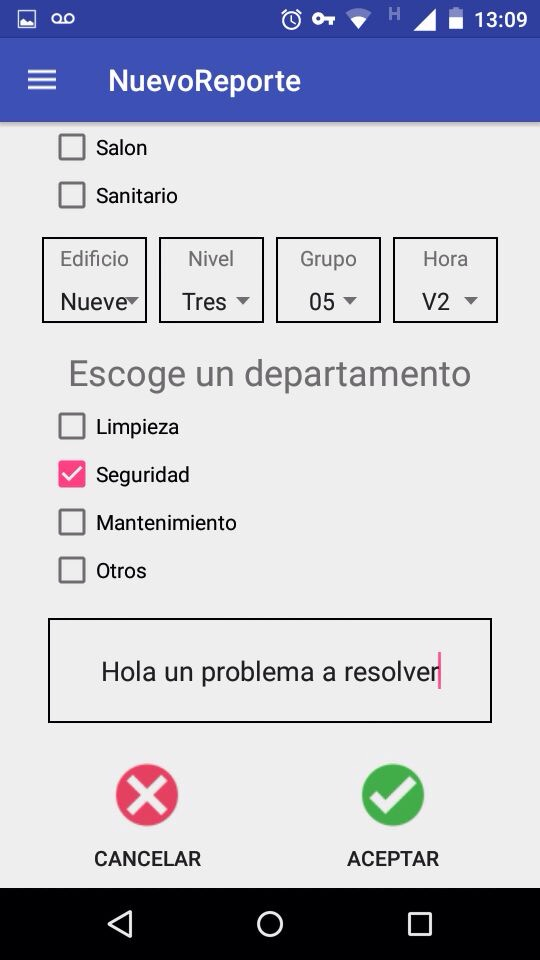 H 13:09
NuevoReporte
Salon
Sanitario
Edificio Nivel Grupo Hora
Nueve Tres 05 V2
Escoge un departamento
Limpieza
Seguridad
Mantenimiento
Otros
Hola un problema a resolver
CANCELAR ACEPTAR